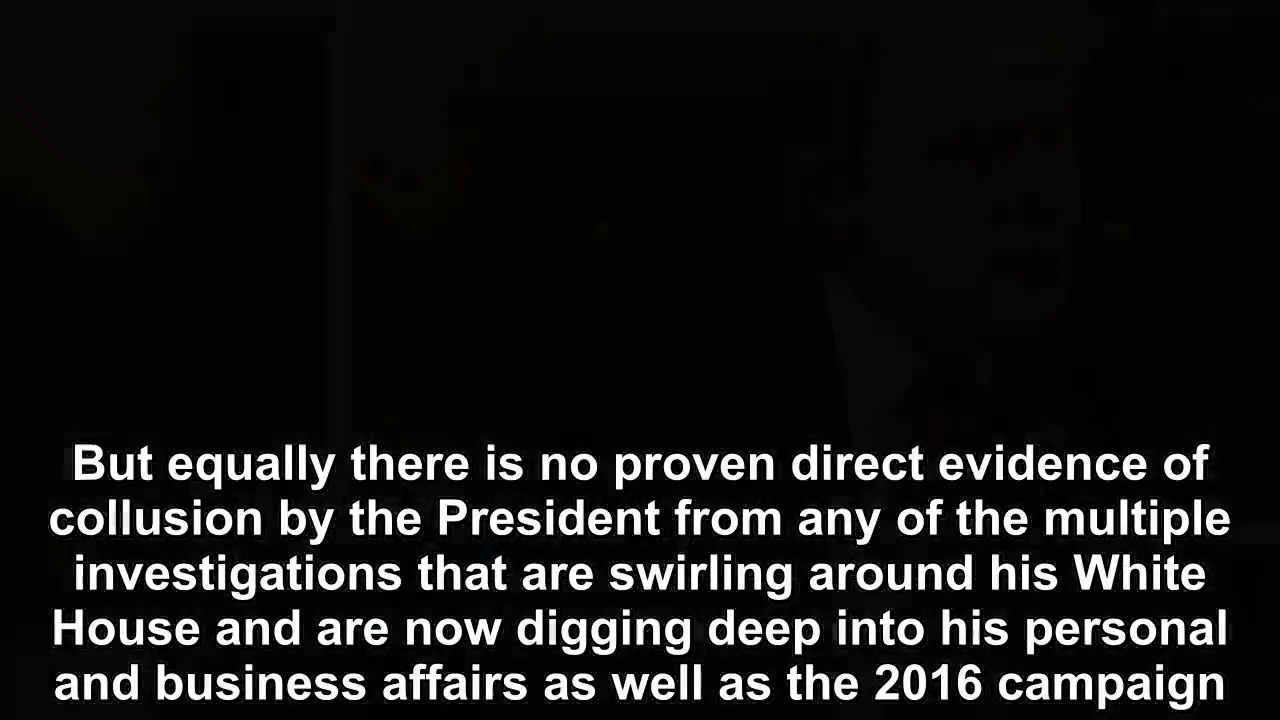 But equally there is no proven direct evidence of
collusion by the President from any of the multiple
investigations that are swirling around his White
House and are now digging deep into his personal
and business affairs as well as the 2016 campaign